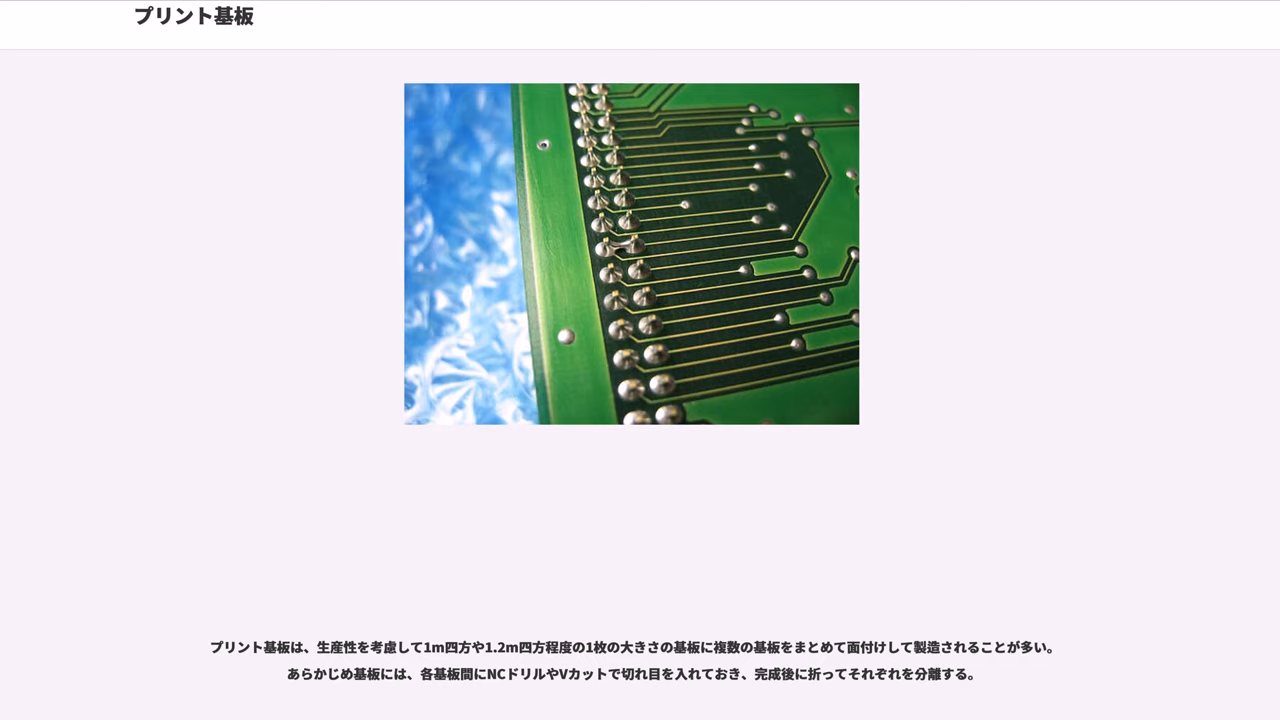 プリント基板
プリント基板は、生産性を考慮して1m四方や1.2m四方程度の1枚の大きさの基板に複数の基板をまとめて面付けして製造されることが多い。
あらかじめ基板には、各基板間にNCドリルやVカットで切れ目を入れておき、完成後に折ってそれぞれを分離する。